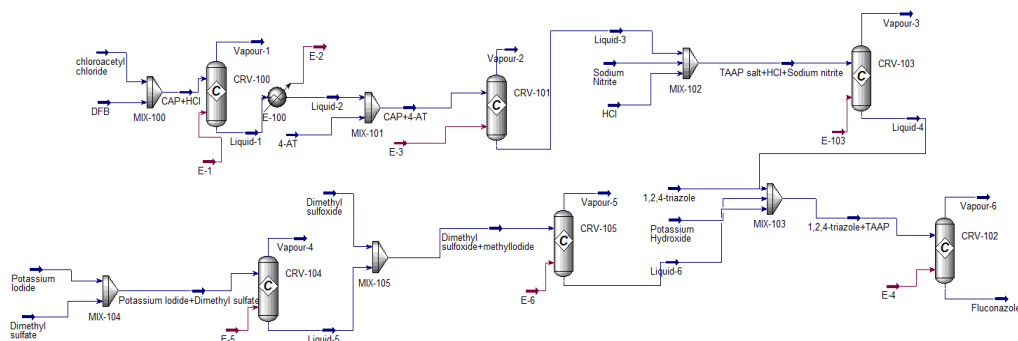 chloroacetyl
chloride
DFB
MIX-100
CAP+HCl
Vapour-1
CRV-100
Liquid-1
E-1
E-2
E-100
Liquid-2
4-AT
MIX-101
CAP+4-AT
E-3
Vapour-2
CRV-101
Liquid-3
Sodium
Nitrite
HCl
MIX-102
TAAP salt+HCl+Sodium nitrite
Vapour-3
CRV-103
E-103
Liquid-4
Potassium
Iodide
Dimethyl
sulfate
MIX-104
Potassium Iodide+Dimethyl sulfate
Vapour-4
CRV-104
E-5
Liquid-5
Dimethyl
sulfoxide
MIX-105
Dimethyl
sulfoxide+methylIodide
Vapour-5
CRV-105
E-6
Liquid-6
1,2,4-triazole
Potassium
Hydroxide
MIX-103
1,2,4-triazole+TAAP
Vapour-6
CRV-102
E-4
Fluconazole